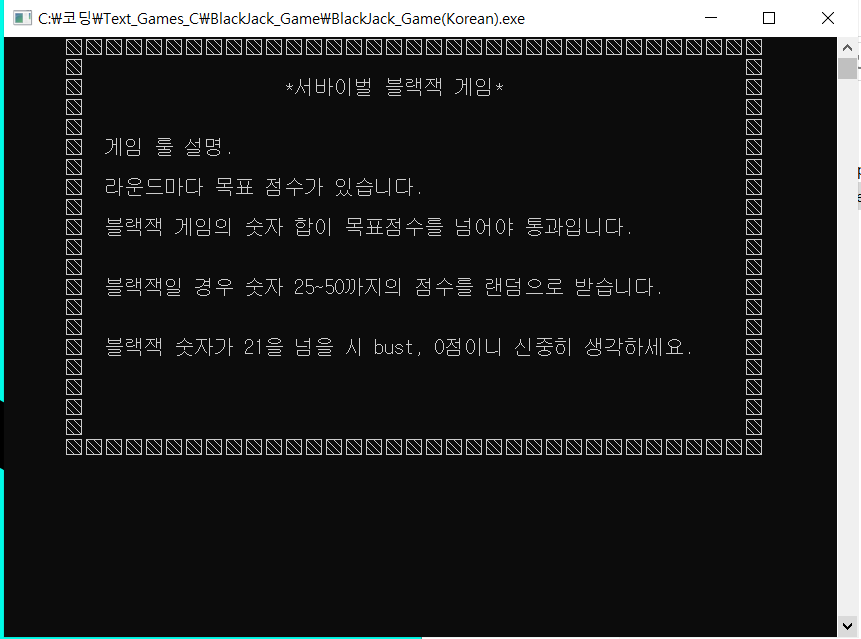 C:₩코딩₩Text_Games_C₩BlackJack_Game₩BlackJack_Game(Korean).exe
*서바이벌 블랙잭 게임*
게임 룰 설명.
라운드마다 목표 점수가 있습니다.
블랙잭 게임의 숫자 합이 목표점수를 넘어야 통과입니다.
블랙잭일 경우 숫자 25~50까지의 점수를 랜덤으로 받습니다.
블랙잭 숫자가 21을 넘을 시 bust, 0점이니 신중히 생각하세요.